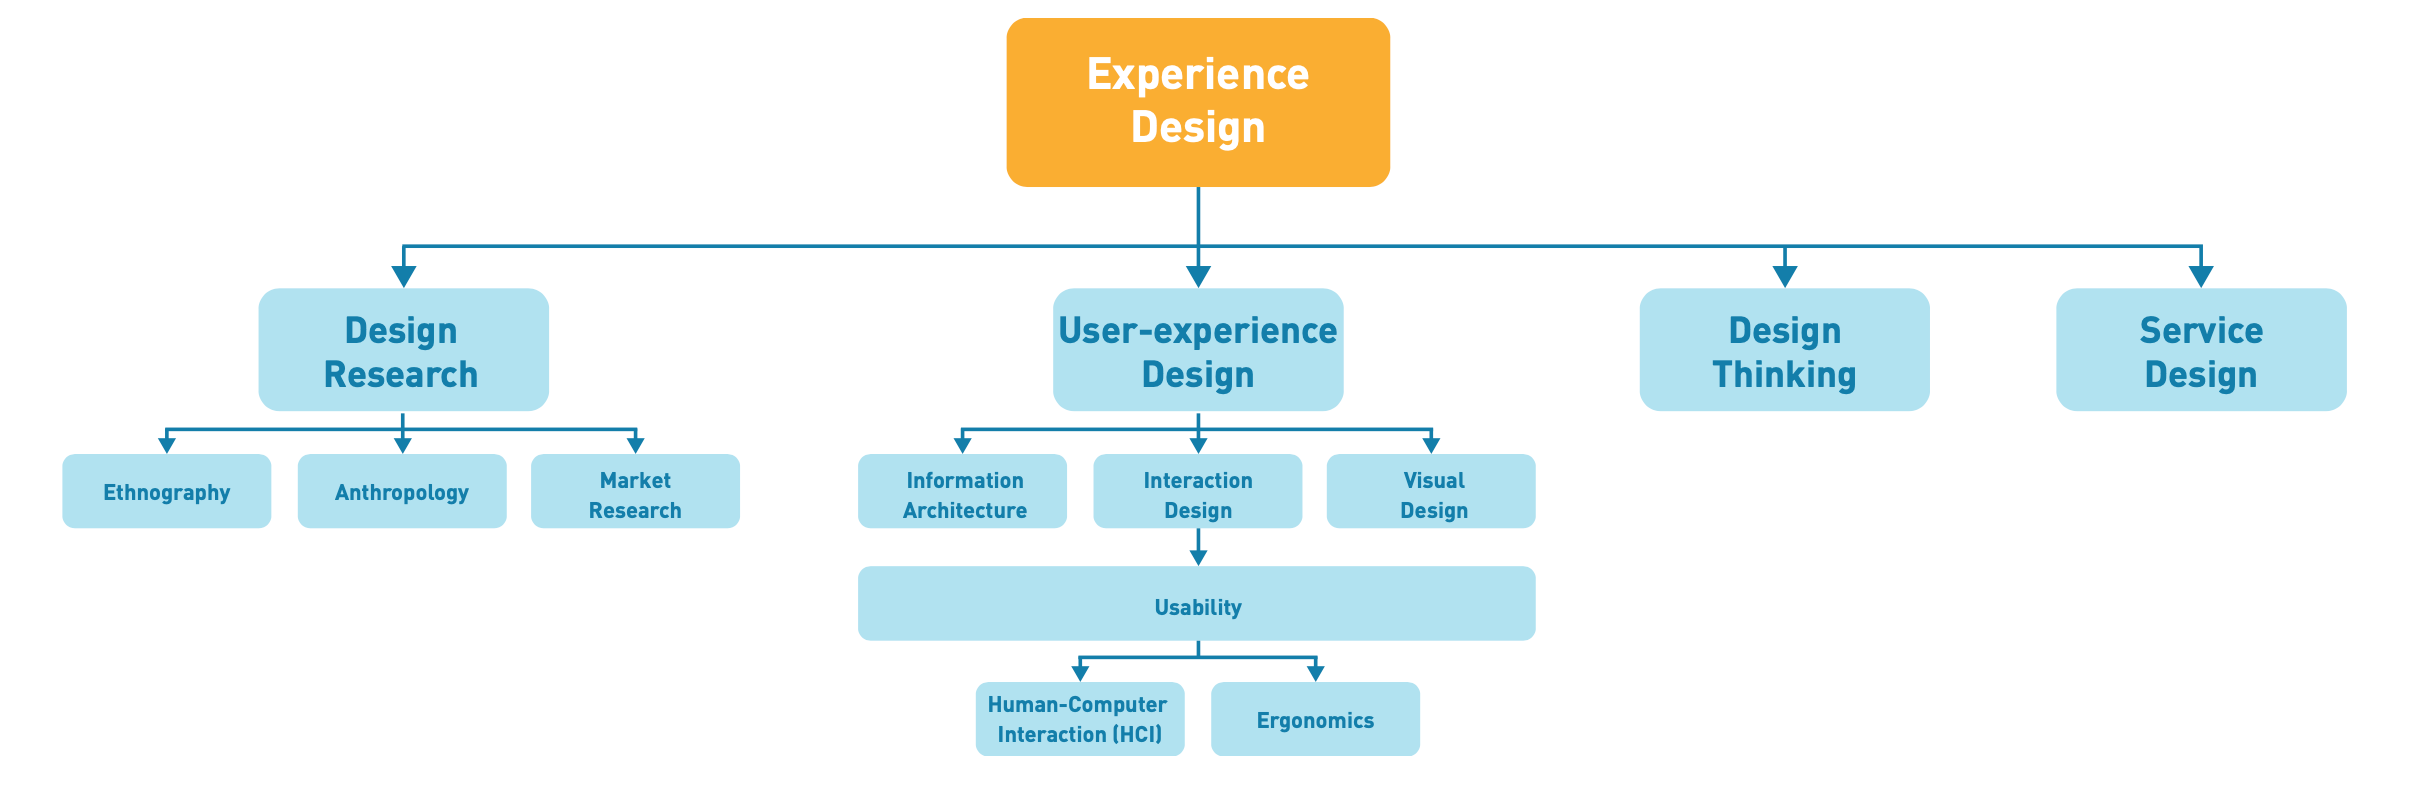 Experience
Design
Design
Research
User-experience
Design
Design
Thinking
Service
Design
Ethnography
Anthropology
Market
Research
Information
Architecture
Interaction
Design
Visual
Design
Usability
Human-Computer
Interaction (HCI)
Ergonomics